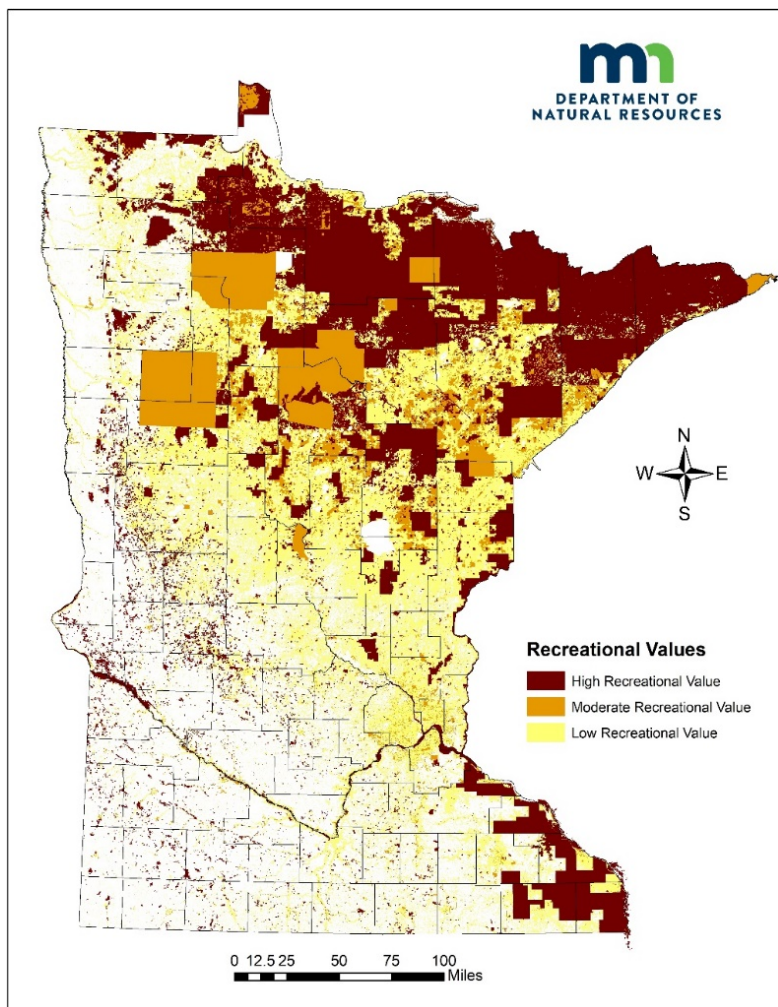 mn
DEPARTMENT OF
NATURAL RESOURCES
N
W E
S
Recreational Values
High Recreational Value
Moderate Recreational Value
Low Recreational Value
0 12.5 25 50 75 100
Miles